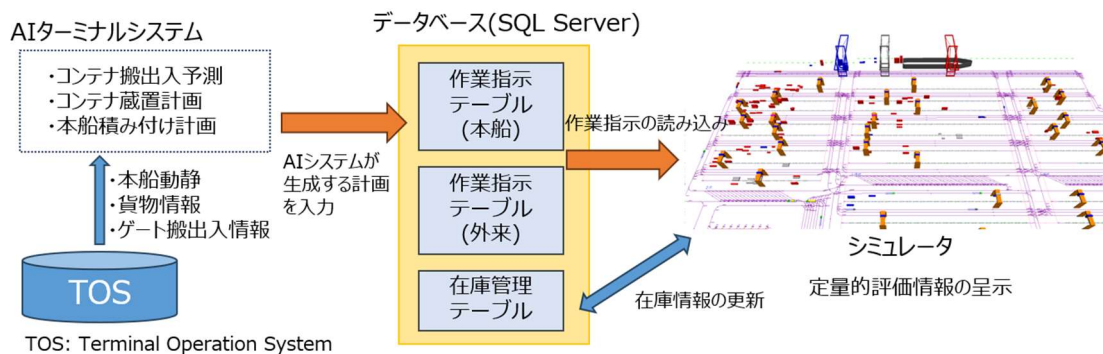 AIターミナルシステム
・コンテナ搬出入予測
・コンテナ蔵置計画
・本船積み付け計画
・本船動静
・貨物情報
・ゲート搬出入情報
TOS
TOS: Terminal Operation System
AIシステムが
生成する計画
を入力
データベース(SQL Server)
作業指示
テーブル
(本船)
作業指示
テーブル
(外来)
在庫管理
テーブル
作業指示の読み込み
在庫情報の更新
シミュレータ
定量的評価情報の呈示